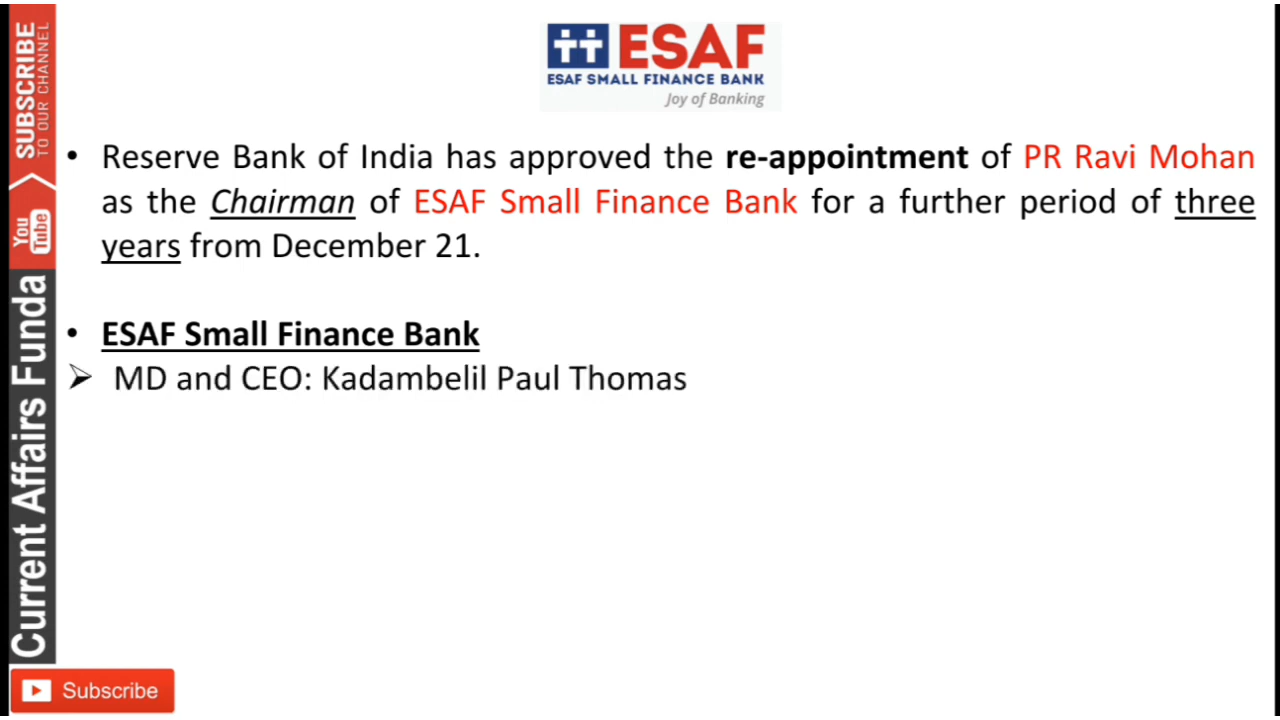 ESAF
ESAF SMALL FINANCE BANK
Joy of Banking
SUBSCRIBE
TO OUR CHANNEL
You
Tube
Current Affairs Funda
• Reserve Bank of India has approved the re-appointment of PR Ravi Mohan
as the Chairman of ESAF Small Finance Bank for a further period of three
years from December 21.
• ESAF Small Finance Bank
➢ MD and CEO: Kadambelil Paul Thomas
Subscribe